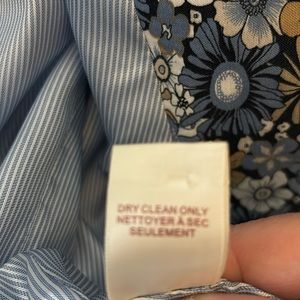 DRY CLEAN ONLY
NETTOYER À SEC
SEULEMENT